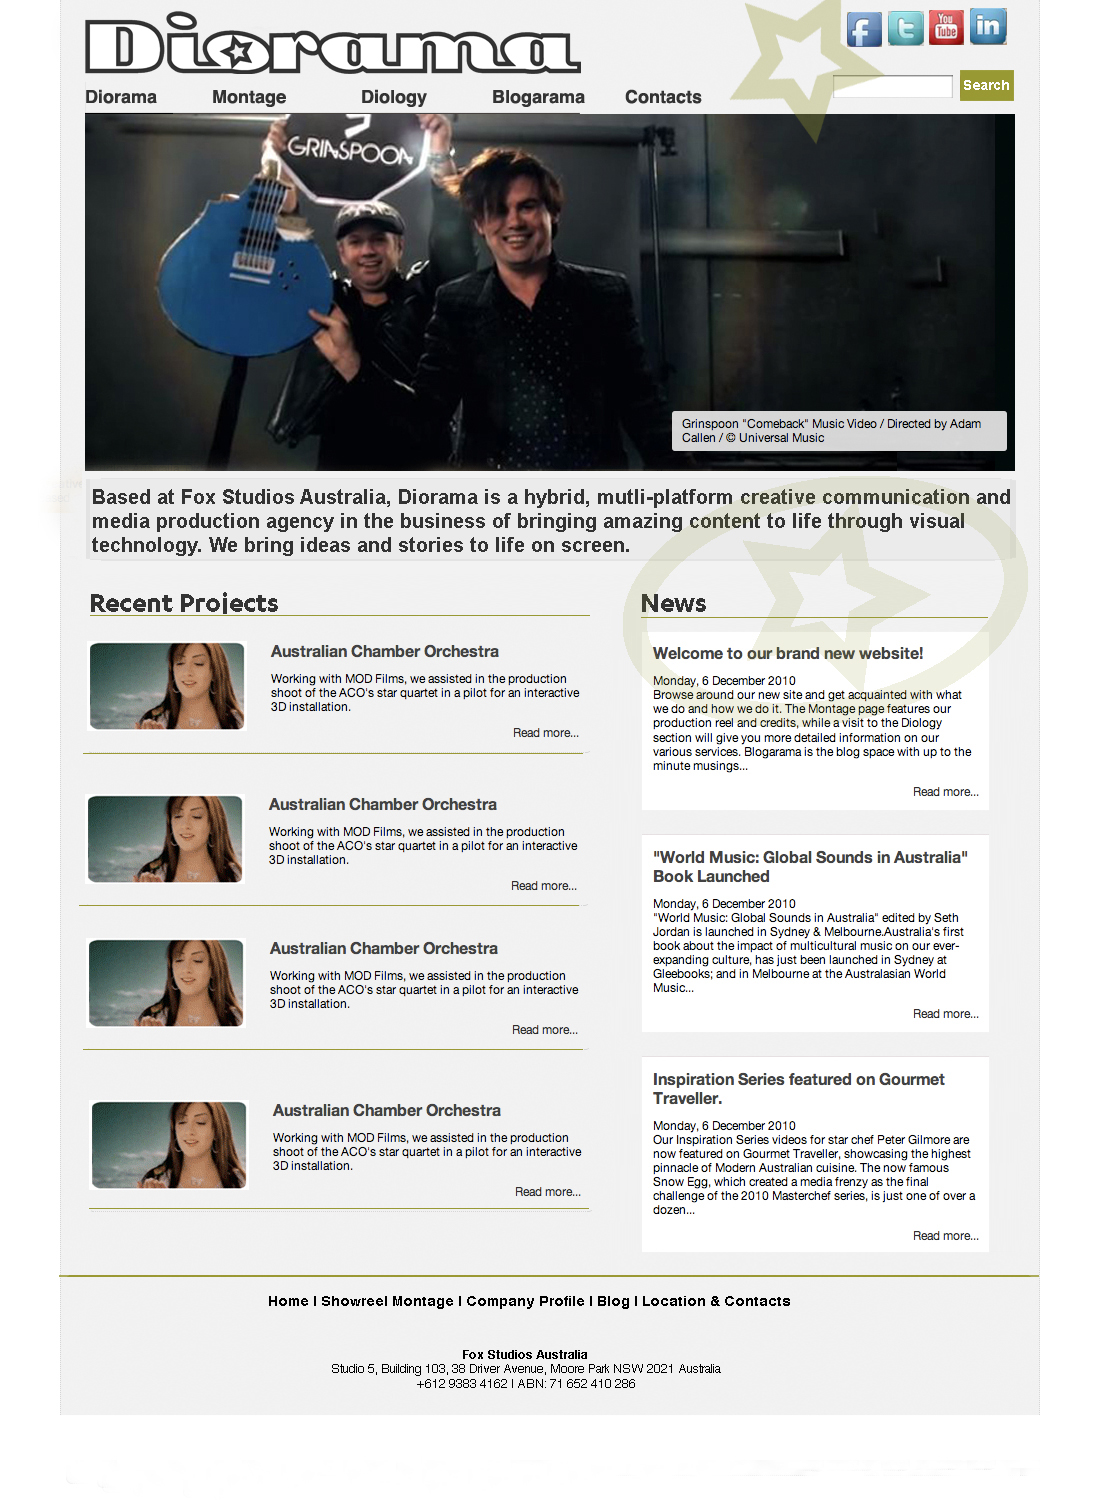 Diorama
f
t
You
Tube
in
Search
Diorama Montage Diology Blogarama Contacts
GRINSPOON
Grinspoon "Comeback" Music Video / Directed by Adam
Callen / © Universal Music
Based at Fox Studios Australia, Diorama is a hybrid, mutli-platform creative communication and
media production agency in the business of bringing amazing content to life through visual
technology. We bring ideas and stories to life on screen.
Recent Projects
Australian Chamber Orchestra
Working with MOD Films, we assisted in the production
shoot of the ACO's star quartet in a pilot for an interactive
3D installation.
Read more...
Australian Chamber Orchestra
Working with MOD Films, we assisted in the production
shoot of the ACO's star quartet in a pilot for an interactive
3D installation.
Read more...
Australian Chamber Orchestra
Working with MOD Films, we assisted in the production
shoot of the ACO's star quartet in a pilot for an interactive
3D installation.
Read more...
Australian Chamber Orchestra
Working with MOD Films, we assisted in the production
shoot of the ACO's star quartet in a pilot for an interactive
3D installation.
Read more...
News
Welcome to our brand new website!
Monday, 6 December 2010
Browse around our new site and get acquainted with what
we do and how we do it. The Montage page features our
production reel and credits, while a visit to the Diology
section will give you more detailed information on our
various services. Blogarama is the blog space with up to the
minute musings...
Read more...
"World Music: Global Sounds in Australia"
Book Launched
Monday, 6 December 2010
"World Music: Global Sounds in Australia" edited by Seth
Jordan is launched in Sydney & Melbourne.Australia's first
book about the impact of multicultural music on our ever-
expanding culture, has just been launched in Sydney at
Gleebooks; and in Melbourne at the Australasian World
Music...
Read more...
Inspiration Series featured on Gourmet
Traveller.
Monday, 6 December 2010
Our Inspiration Series videos for star chef Peter Gilmore are
now featured on Gourmet Traveller, showcasing the highest
pinnacle of Modern Australian cuisine. The now famous
Snow Egg, which created a media frenzy as the final
challenge of the 2010 Masterchef series, is just one of over a
dozen...
Read more...
Home | Showreel Montage | Company Profile | Blog | Location & Contacts
Fox Studios Australia
Studio 5, Building 103, 38 Driver Avenue, Moore Park NSW 2021 Australia
+612 9383 4162 | ABN: 71 652 410 286